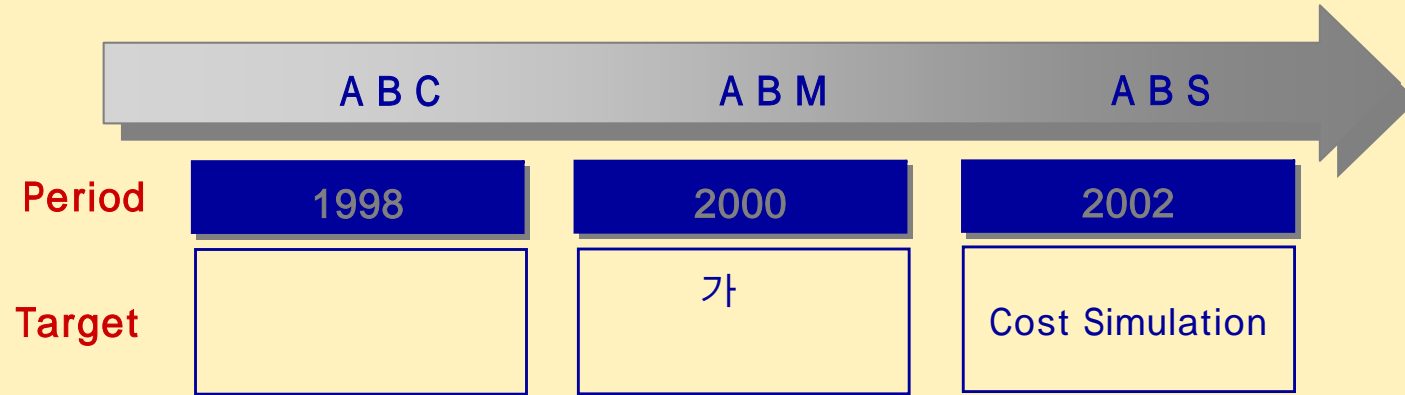 A B C A B M A B S
Period 1998 2000 2002
가
Target Cost Simulation